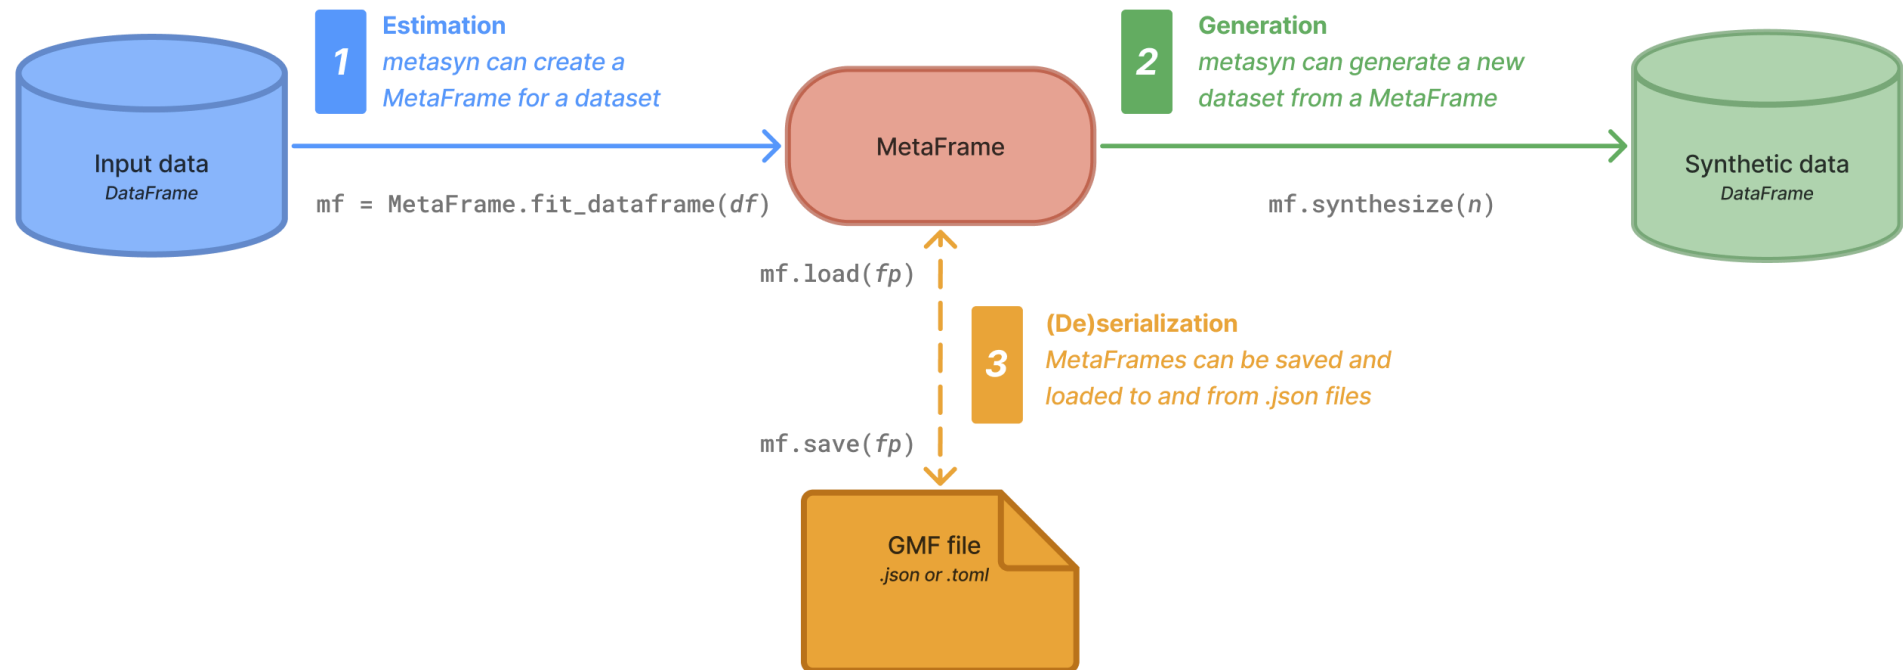 Input data
DataFrame
1
Estimation
metasyn can create a
MetaFrame for a dataset
mf = MetaFrame.fit_dataframe(df)
MetaFrame
2
Generation
metasyn can generate a new
dataset from a MetaFrame
mf.synthesize(n)
Synthetic data
DataFrame
mf.load(fp)
3
(De)serialization
MetaFrames can be saved and
loaded to and from .json files
mf.save(fp)
GMF file
.json or .toml